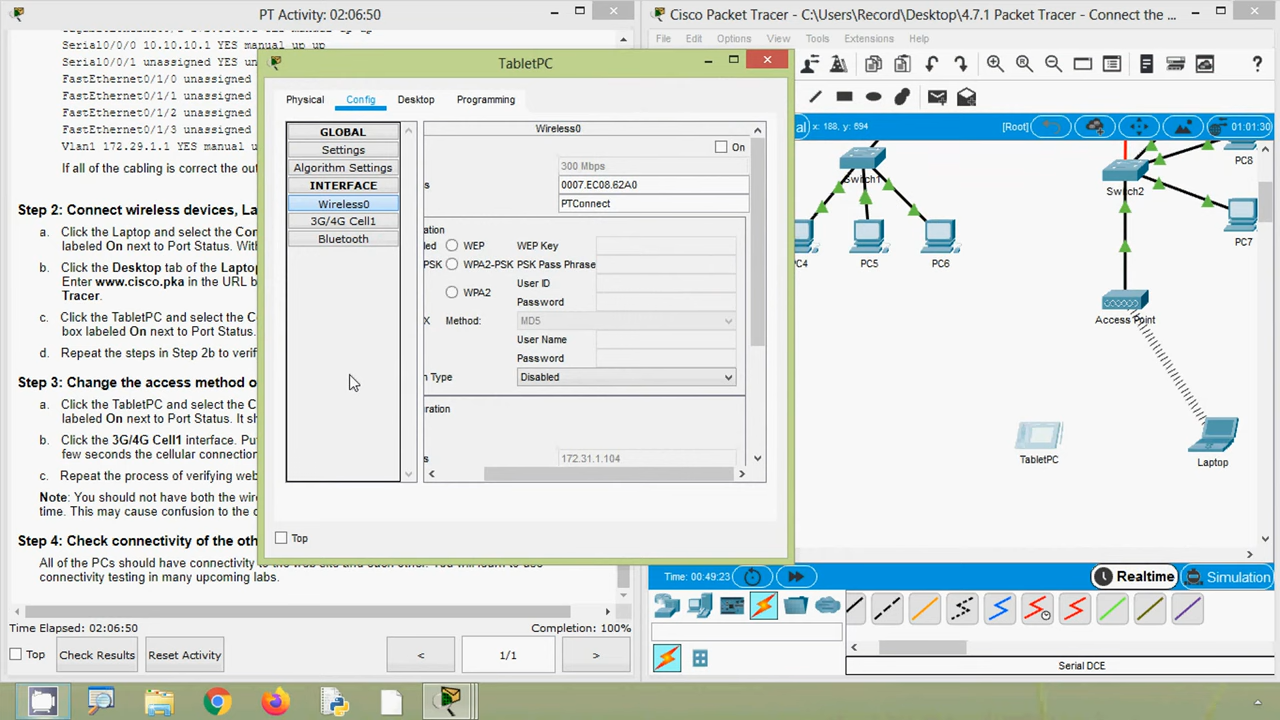 PT Activity: 02:06:50
Serial0/0/0 10.10.10.1 YES manual up up
Serial0/0/1 unassigned YES
FastEthernet0/1/0 unassigned
FastEthernet0/1/1 unassigned
FastEthernet0/1/2 unassigned
FastEthernet0/1/3 unassigned
Vlan1 172.29.1.1 YES manual
If all of the cabling is correct the
Step 2: Connect wireless devices,
a. Click the Laptop and select the
labeled On next to Port Status.
b. Click the Desktop tab of the
Enter www.cisco.pka in the URL
Tracer.
c. Click the TabletPC and select the
box labeled On next to Port Status.
d. Repeat the steps in Step 2b to
Step 3: Change the access method
a. Click the TabletPC and select the
labeled On next to Port Status. It
b. Click the 3G/4G Cell1 interface.
few seconds the cellular connection
c. Repeat the process of verifying
Note: You should not have both the
time. This may cause confusion to the
Step 4: Check connectivity of the
All of the PCs should have connectivity to the web site and each other. You will learn to use
connectivity testing in many upcoming labs.
Time Elapsed: 02:06:50
Completion: 100%
Top
Check Results
Reset Activity
<
1/1
>
TabletPC
Physical
Config
Desktop
Programming
GLOBAL
Settings
Algorithm Settings
INTERFACE
Wireless0
3G/4G Cell1
Bluetooth
Wireless0
On
300 Mbps
0007.EC08.62A0
PTConnect
WEP
WEP Key
PSK
WPA2-PSK
PSK Pass Phrase
User ID
WPA2
Password
X
Method:
MD5
User Name
Password
Type
Disabled
172.31.1.104
Top
Cisco Packet Tracer - C:\Users\Record\Desktop\4.7.1 Packet Tracer - Connect the ...
File
Edit
Options
View
Tools
Extensions
Help
?
x: 188, y: 694
[Root]
01:01:30
Switch1
PC5
PC6
PC8
Switch2
PC7
Access Point
TabletPC
Laptop
Time: 00:49:23
Realtime
Simulation
Serial DCE